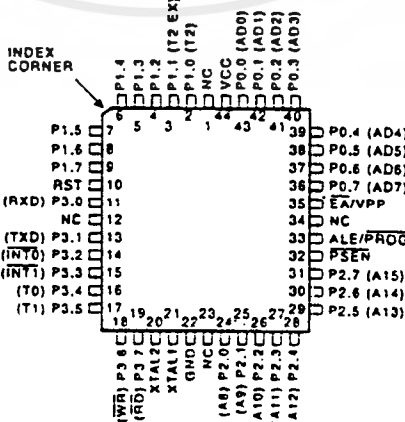 INDEX
CORNER
P1.4
P1.3
P1.2
P1.1 (T2 EX)
P1.0 (T2)
NC
VCC
P0.0 (AD0)
P0.1 (AD1)
P0.2 (AD2)
P0.3 (AD3)
6 5 4 3 2 1 44 43 42 41 40
P1.5 7
P1.6 8
P1.7 9
RST 10
(RXD) P3.0 11
NC 12
(TXD) P3.1 13
(INT0) P3.2 14
(INT1) P3.3 15
(T0) P3.4 16
(T1) P3.5 17
39 P0.4 (AD4)
38 P0.5 (AD5)
37 P0.6 (AD6)
36 P0.7 (AD7)
35 EA/VPP
34 NC
33 ALE/PROG
32 PSEN
31 P2.7 (A15)
30 P2.6 (A14)
29 P2.5 (A13)
18 19 20 21 22 23 24 25 26 27 28
(WR) P3 6
(RD) P3 7
XTAL2
XTAL1
GND
NC
(A8) P2.0
(A9) P2.1
(A10) P2.2
(A11) P2.3
(A12) P2.4